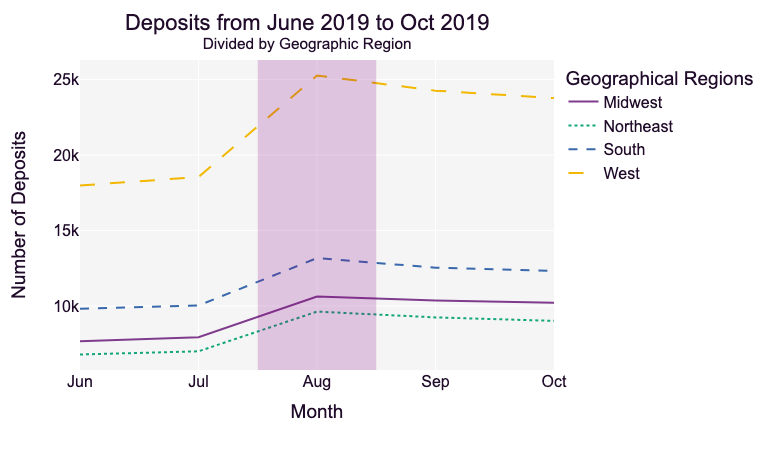 Deposits from June 2019 to Oct 2019
Divided by Geographic Region
Number of Deposits
25k
20k
15k
10k
Jun Jul Aug Sep Oct
Month
Geographical Regions
Midwest
Northeast
South
West